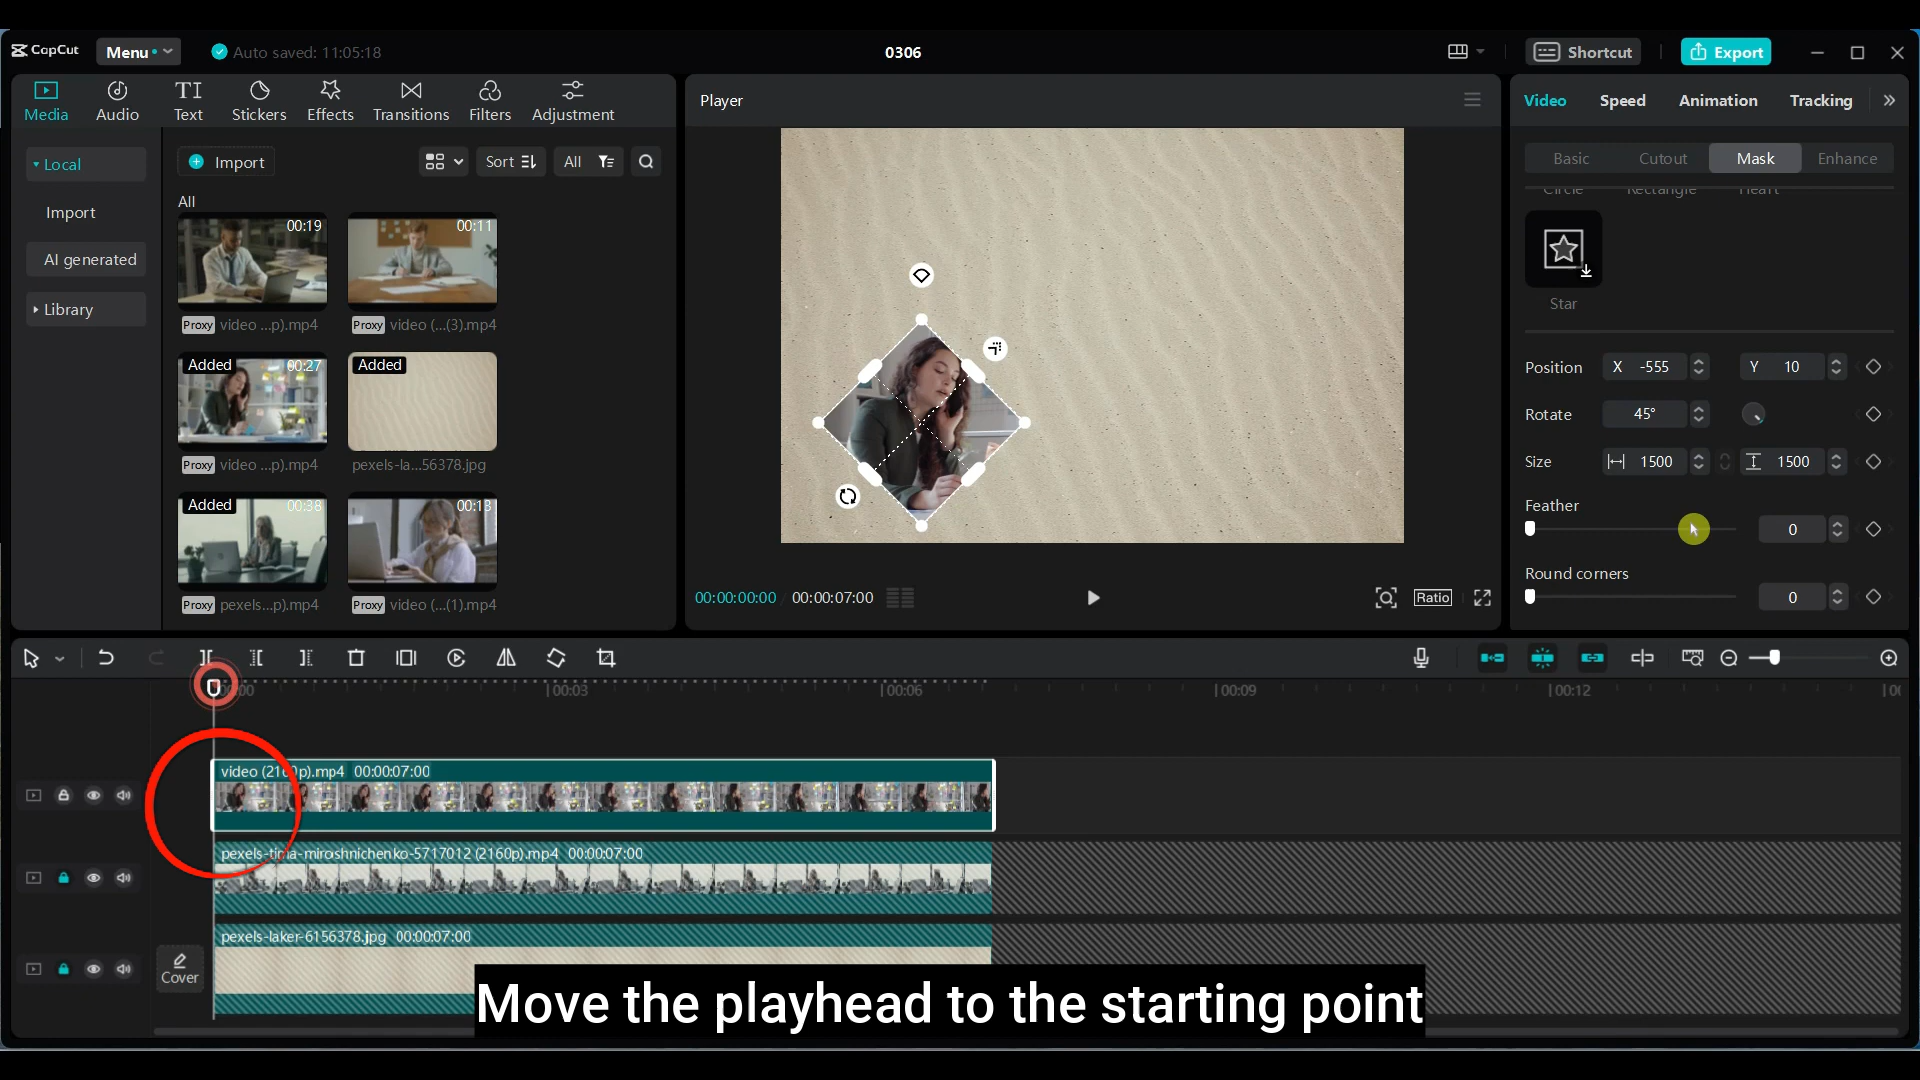 CapCut
Menu
Auto saved: 11:05:18
0306
Shortcut
Export
Media
Audio
Text
Stickers
Effects
Transitions
Filters
Adjustment
Player
Video
Speed
Animation
Tracking
Local
Import
AI generated
Library
Import
Sort
All
All
00:19
Proxy video ...p).mp4
00:11
Proxy video (...(3).mp4
Added
00:27
Proxy video ...p).mp4
Added
pexels-la...56378.jpg
Added
00:38
Proxy pexels...p).mp4
00:13
Proxy video (...(1).mp4
00:00:00:00
00:00:07:00
Ratio
Basic
Cutout
Mask
Enhance
Circle
Rectangle
Heart
Star
Position X -555 Y 10
Rotate 45°
Size 1500 1500
Feather
0
Round corners
0
00:03
00:06
00:09
00:12
video (2160p).mp4 00:00:07:00
pexels-tima-miroshnichenko-5717012 (2160p).mp4 00:00:07:00
pexels-laker-6156378.jpg 00:00:07:00
Cover
Move the playhead to the starting point